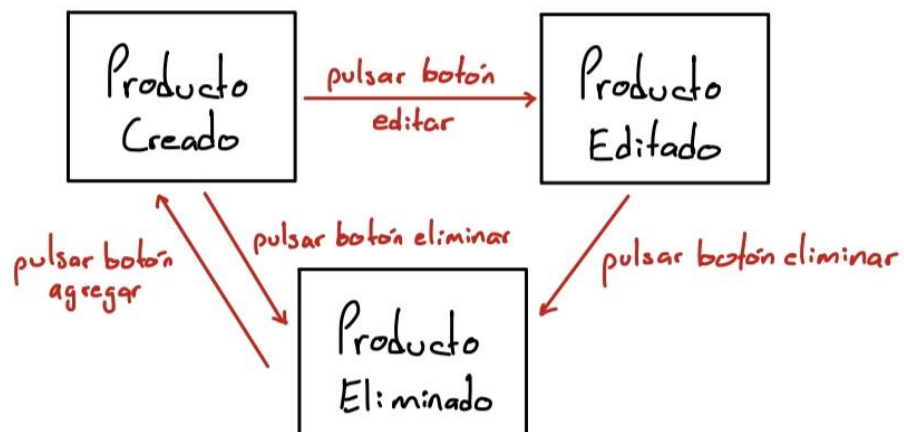 Producto
Creado
pulsar botón
editar
Producto
Editado
pulsar botón
agregar
pulsar botón eliminar
pulsar botón eliminar
Producto
Eliminado